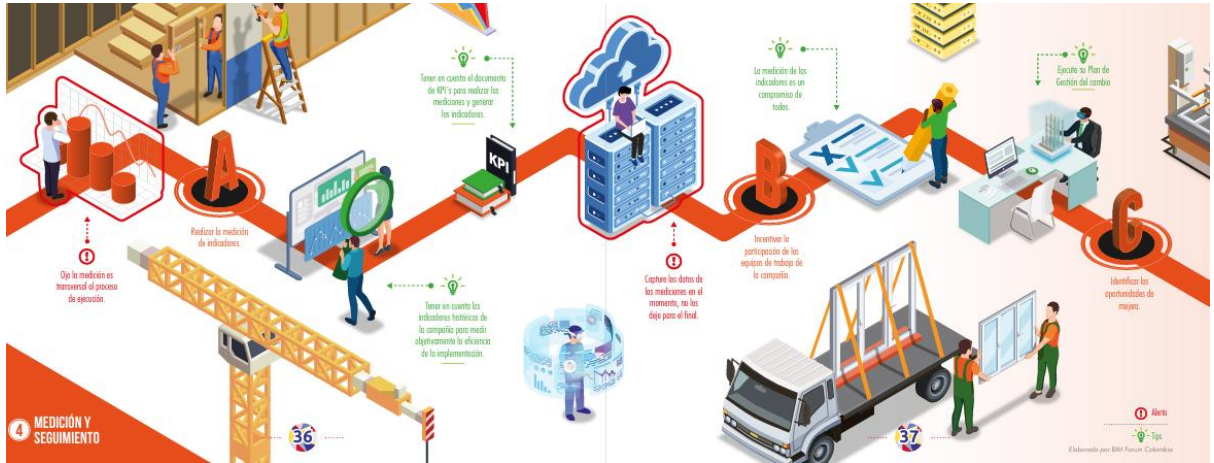 Tener en cuenta el documento
de KPI's para realizar las
mediciones y generar
los indicadores.
La medición de los
indicadores es un
compromiso de
todos.
Ejecute su Plan de
Gestión del cambio
KPI
A
B
C
Realizar la medición
de indicadores.
Incentivar la
participación de los
equipos de trabajo de
la compañía.
Ojo la medición es
transversal al proceso
de ejecución.
Tener en cuenta los
indicadores históricos
de la compañía para medir
objetivamente la eficiencia
de la implementación.
Capture los datos de
las mediciones en el
momento, no los
deje para el final.
Identificar las
oportunidades de
mejora.
4 MEDICIÓN Y
SEGUIMIENTO
36
37
Alerta
Tips
Elaborado por BIM Forum Colombia